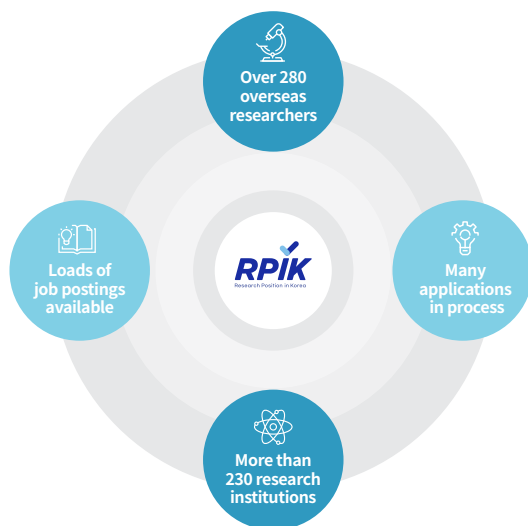 Over 280
overseas
researchers
Loads of
job postings
available
RPIK
Research Position in Korea
Many
applications
in process
More than
230 research
institutions